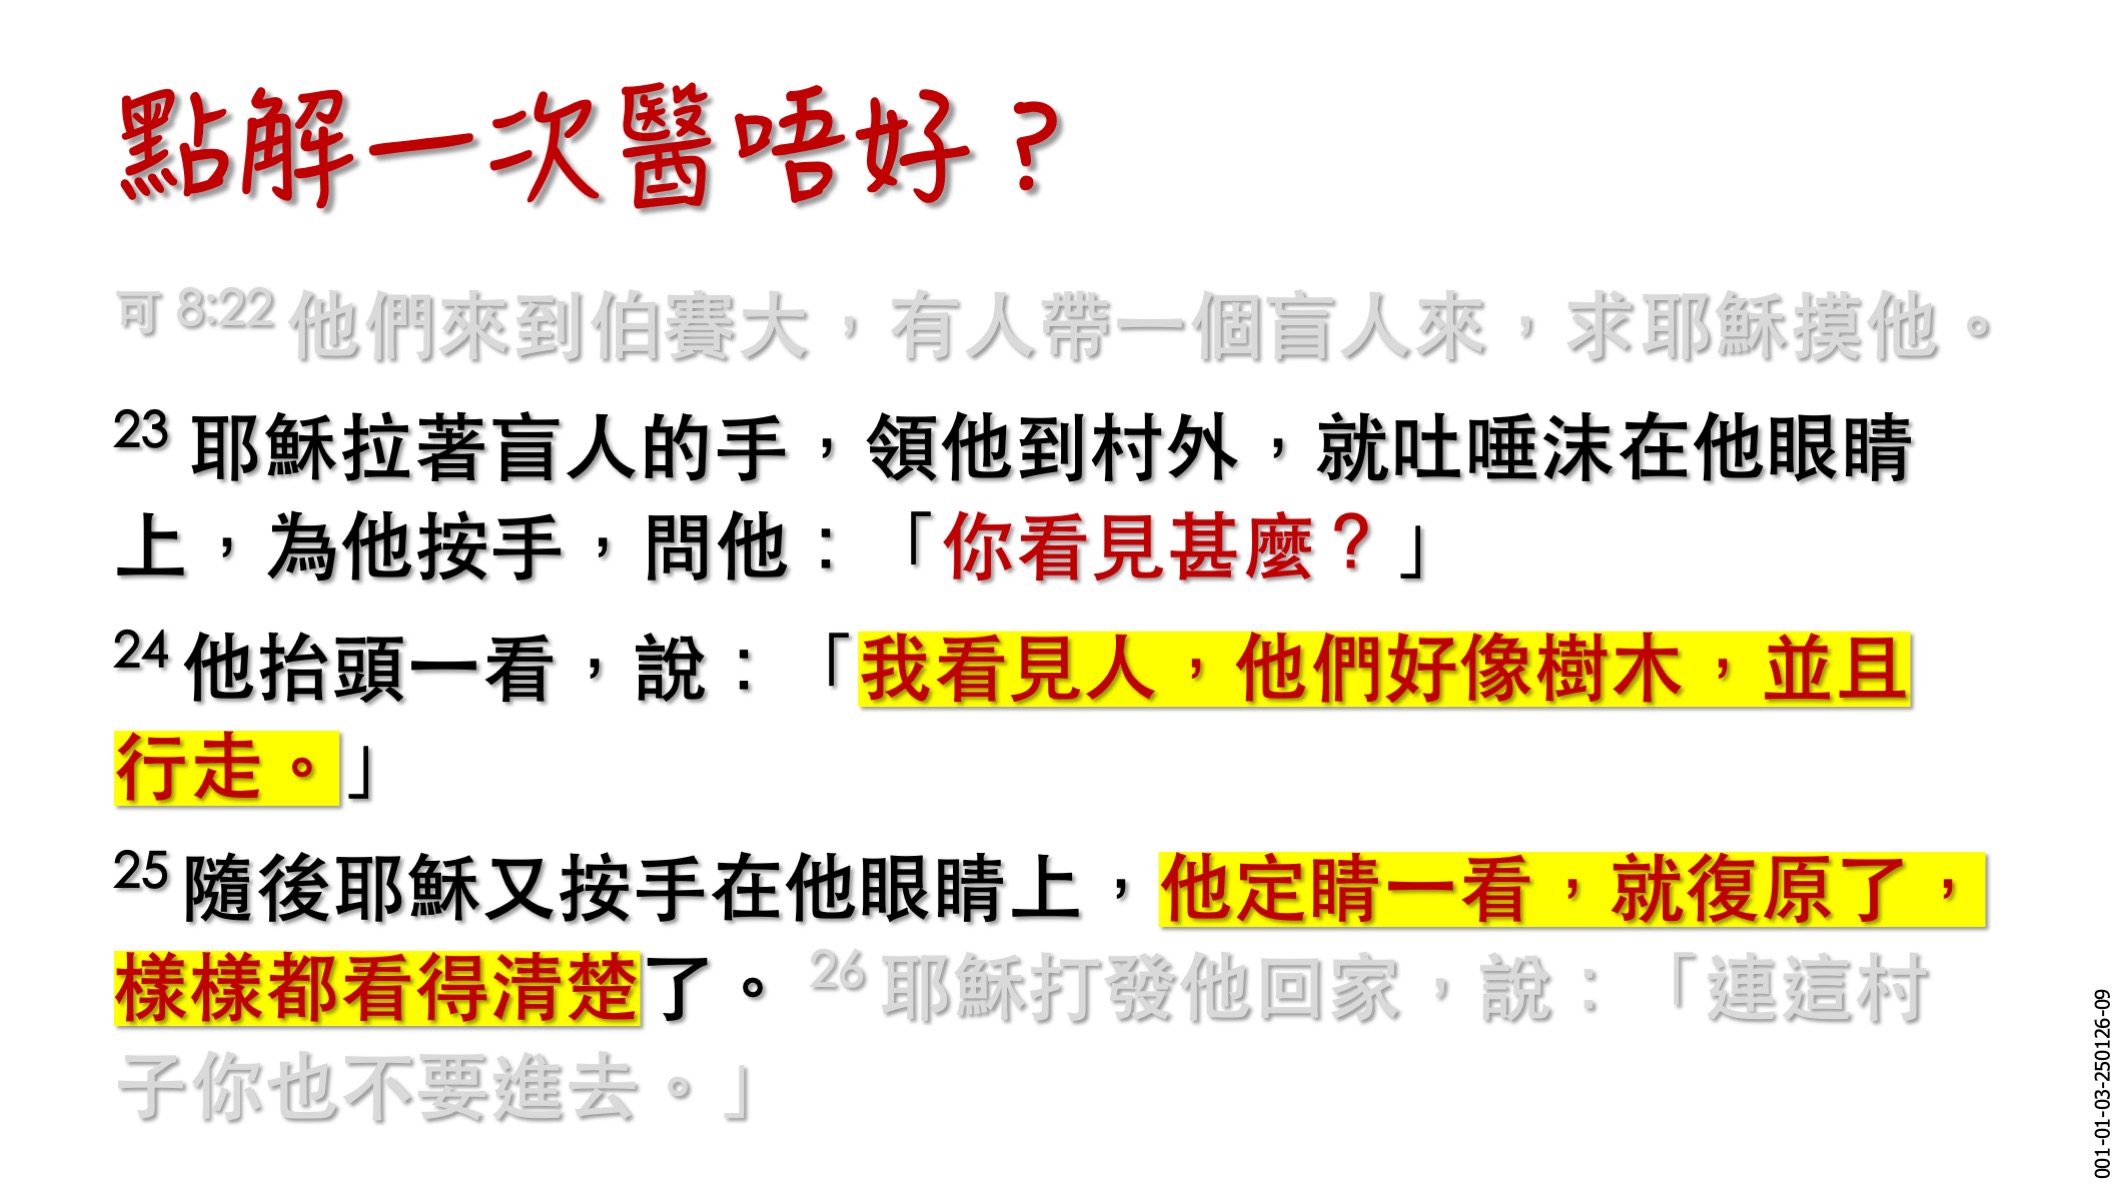 點解一次醫唔好？
可 8:22 他們來到伯賽大，有人帶一個盲人來，求耶穌摸他。
23 耶穌拉著盲人的手，領他到村外，就吐唾沫在他眼睛
上，為他按手，問他：「你看見甚麼？」
24 他抬頭一看，說：「我看見人，他們好像樹木，並且
行走。」
25 隨後耶穌又按手在他眼睛上，他定睛一看，就復原了，
樣樣都看得清楚了。 26 耶穌打發他回家，說：「連這村
子你也不要進去。」
001-01-03-250126-09